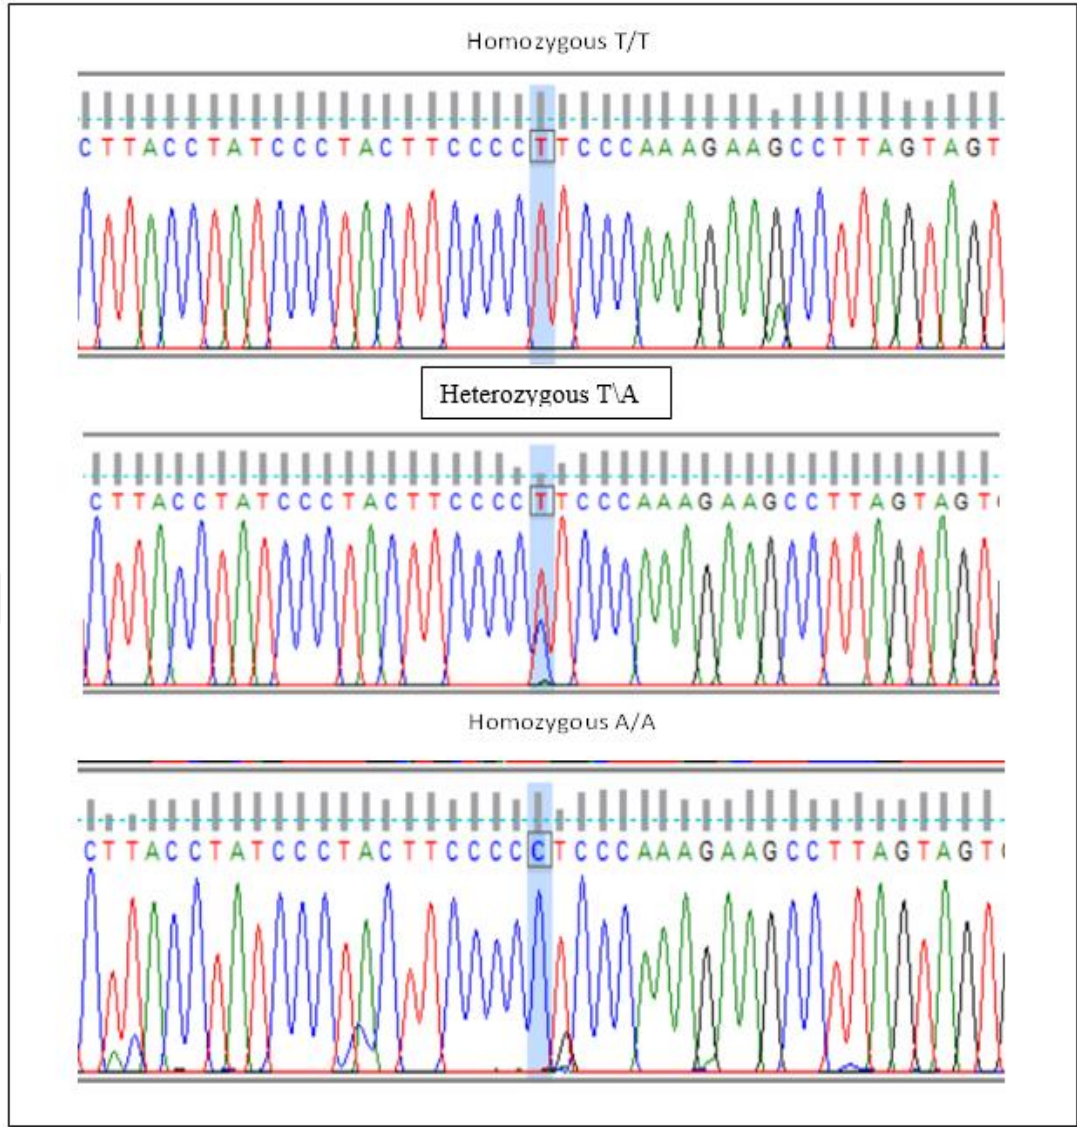 Homozygous T/T
CTTACCTATCCCTACTTCCCCTTCCCAAAGAAGCCTTAGTAGT
Heterozygous T\A
CTTACCTATCCCTACTTCCCCTTCCCAAAGAAGCCTTAGTAGT
Homozygous A/A
CTTACCTATCCCTACTTCCCCCTCCCAAAGAAGCCTTAGTAGT